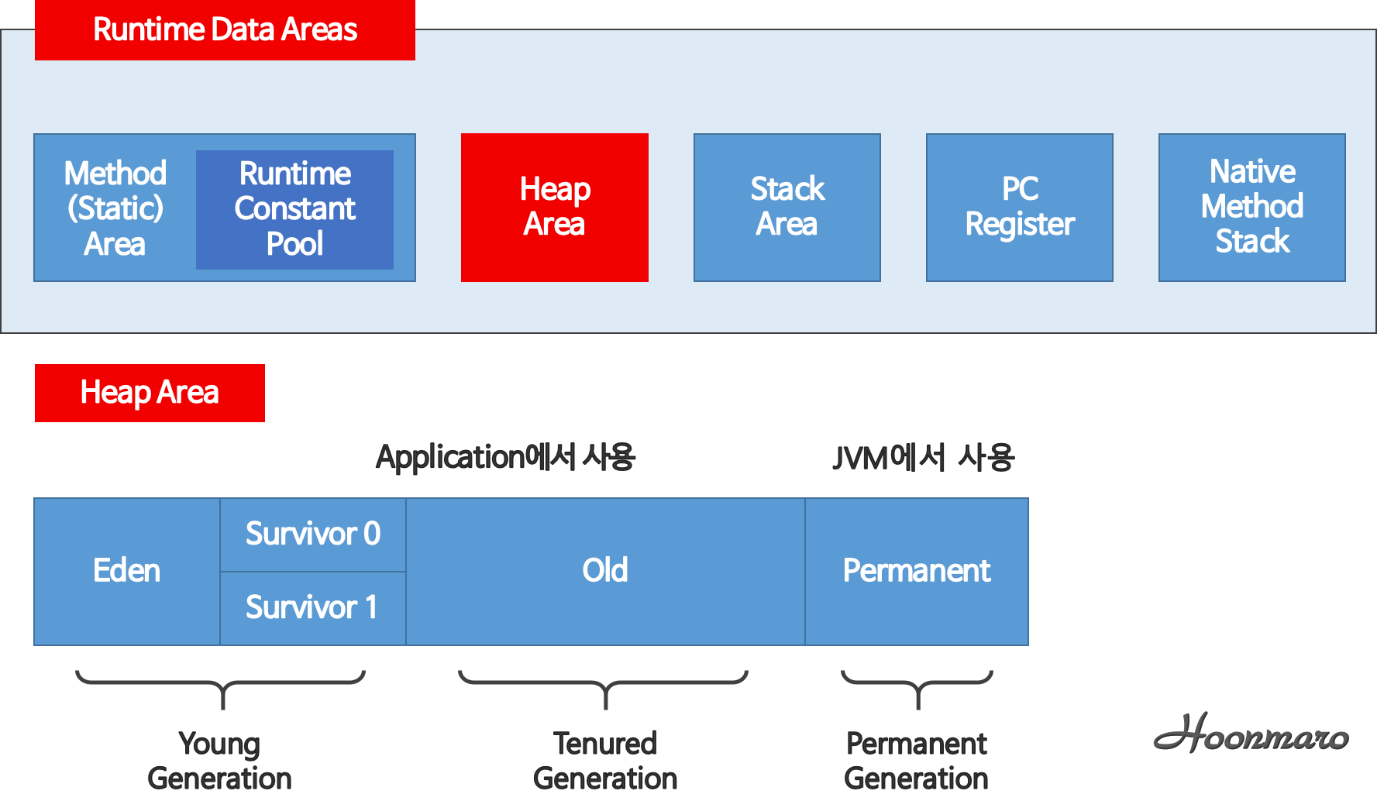 Runtime Data Areas
Method
(Static)
Area
Runtime
Constant
Pool
Heap
Area
Stack
Area
PC
Register
Native
Method
Stack
Heap Area
Application에서 사용
JVM에서 사용
Eden
Survivor 0
Survivor 1
Old
Permanent
Young
Generation
Tenured
Generation
Permanent
Generation
Hoonmaro